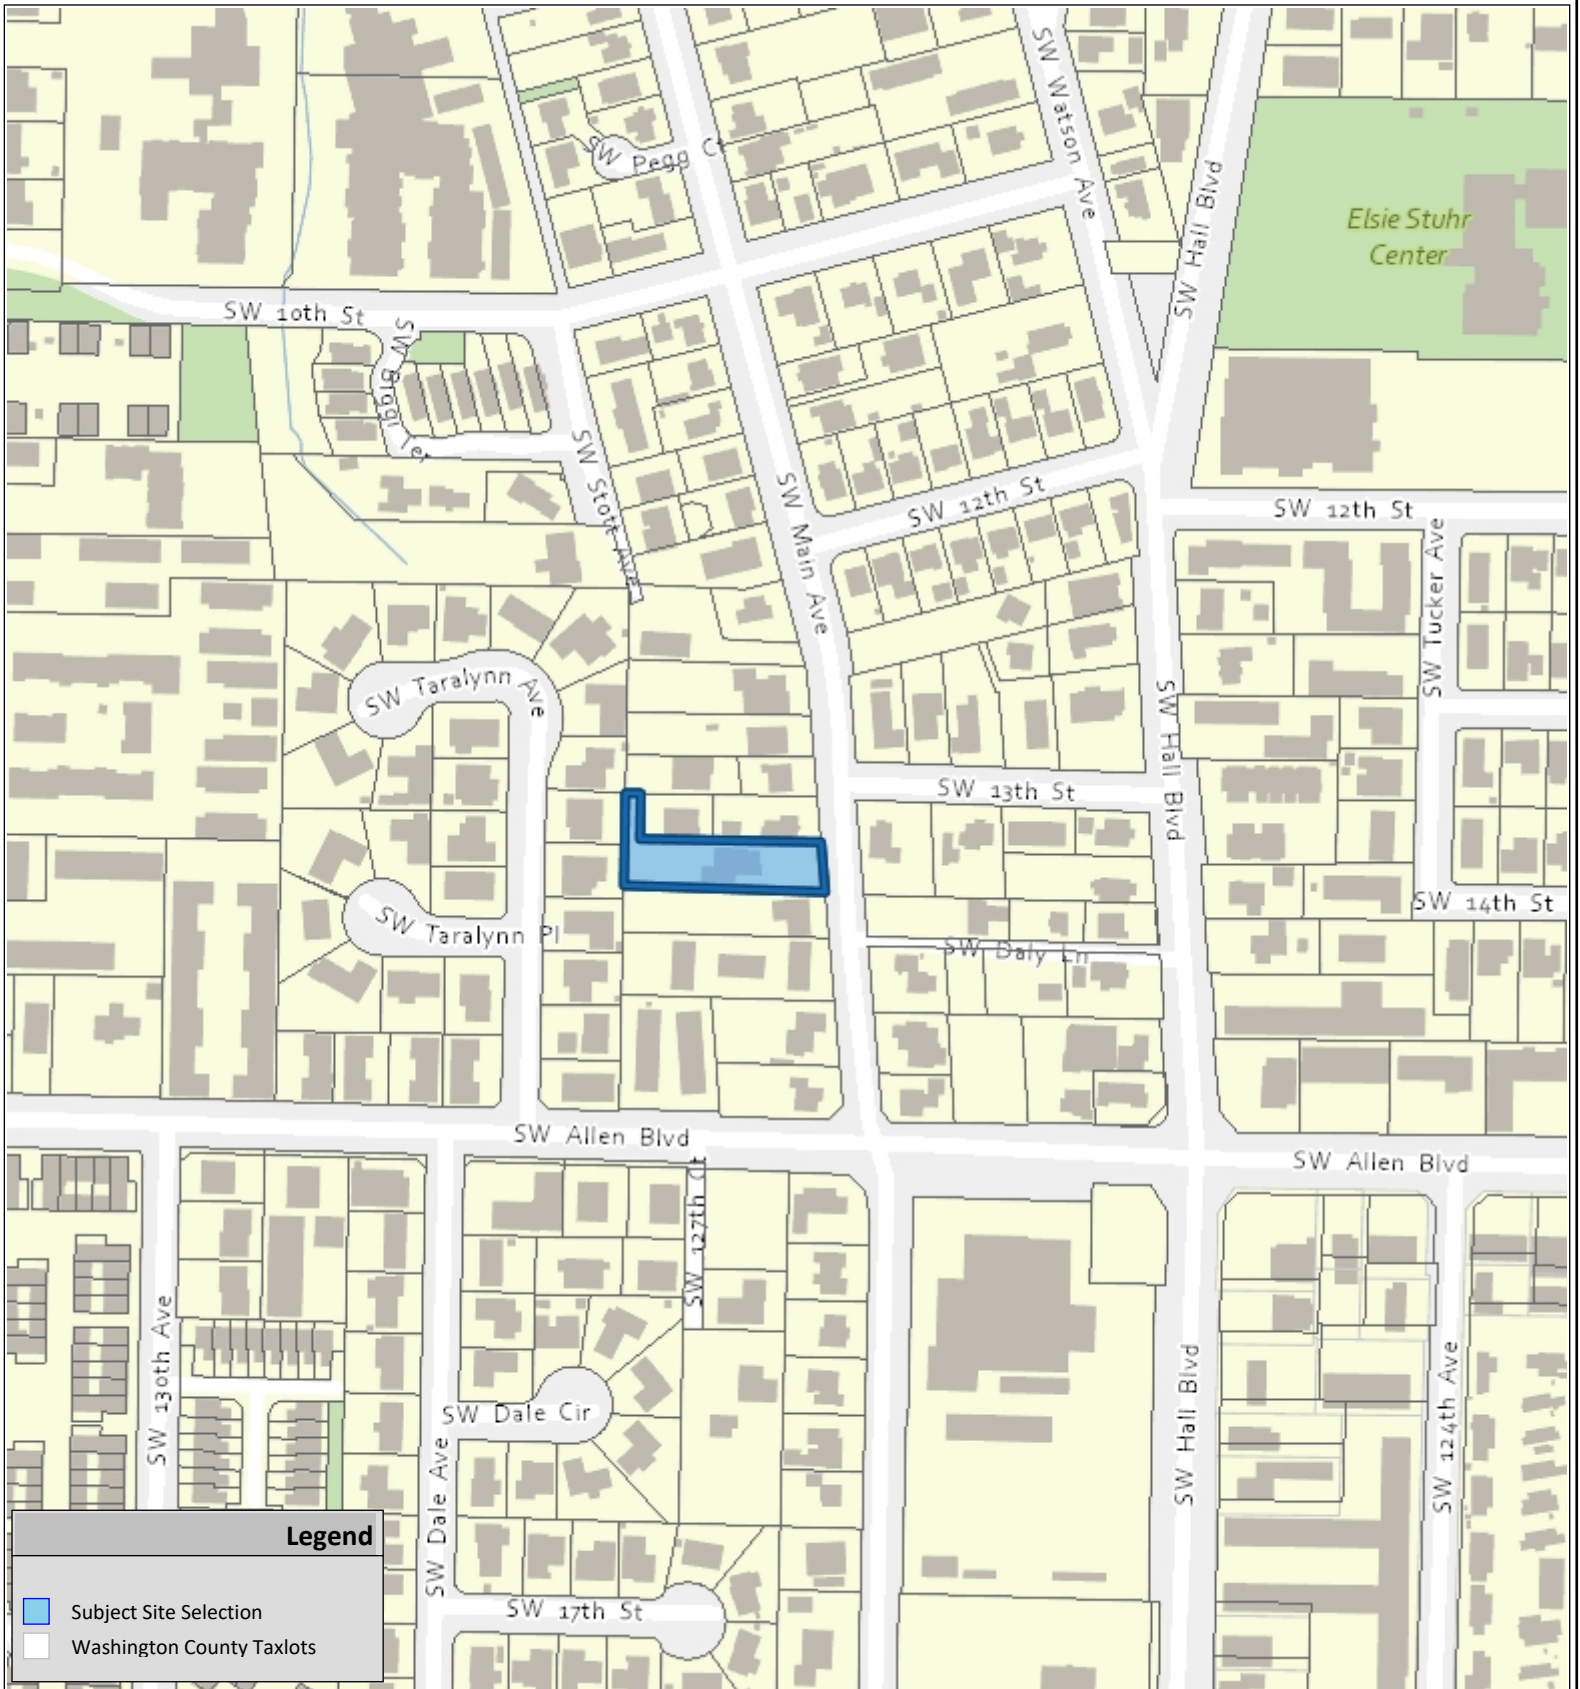 SW Watson Ave
SW Pegg Ct
SW Hall Blvd
Elsie Stuhr
Center
SW 10th St
SW Biggi Ter
SW Stott Ave
SW Main Ave
SW 12th St
SW 12th St
SW Tucker Ave
SW Taralynn Ave
SW Hall Blvd
SW 13th St
SW 14th St
SW Taralynn Pl
SW Daly Ln
SW Allen Blvd
SW Allen Blvd
SW 127th Ct
SW 130th Ave
SW Dale Cir
SW Dale Ave
SW Hall Blvd
SW 124th Ave
SW 17th St
Legend
Subject Site Selection
Washington County Taxlots